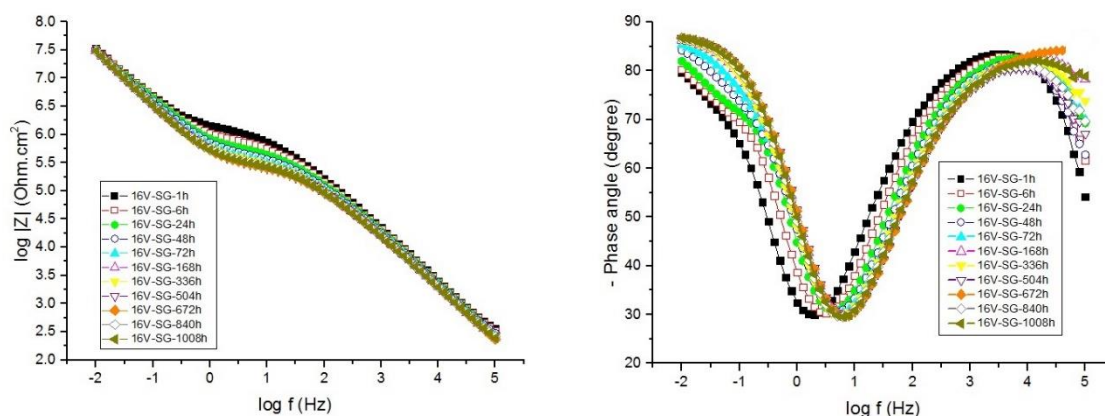 8.0
7.5
7.0
6.5
6.0
5.5
5.0
4.5
4.0
3.5
3.0
2.5
2.0
log |Z| (Ohm.cm²)
16V-SG-1h
16V-SG-6h
16V-SG-24h
16V-SG-48h
16V-SG-72h
16V-SG-168h
16V-SG-336h
16V-SG-504h
16V-SG-672h
16V-SG-840h
16V-SG-1008h
-2 -1 0 1 2 3 4 5
log f (Hz)
90
80
70
60
50
40
30
20
- Phase angle (degree)
16V-SG-1h
16V-SG-6h
16V-SG-24h
16V-SG-48h
16V-SG-72h
16V-SG-168h
16V-SG-336h
16V-SG-504h
16V-SG-672h
16V-SG-840h
16V-SG-1008h
-2 -1 0 1 2 3 4 5
log f (Hz)